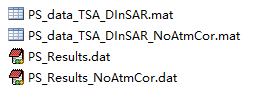 PS_data_TSA_DInSAR.mat
PS_data_TSA_DInSAR_NoAtmCor.mat
PS_Results.dat
PS_Results_NoAtmCor.dat